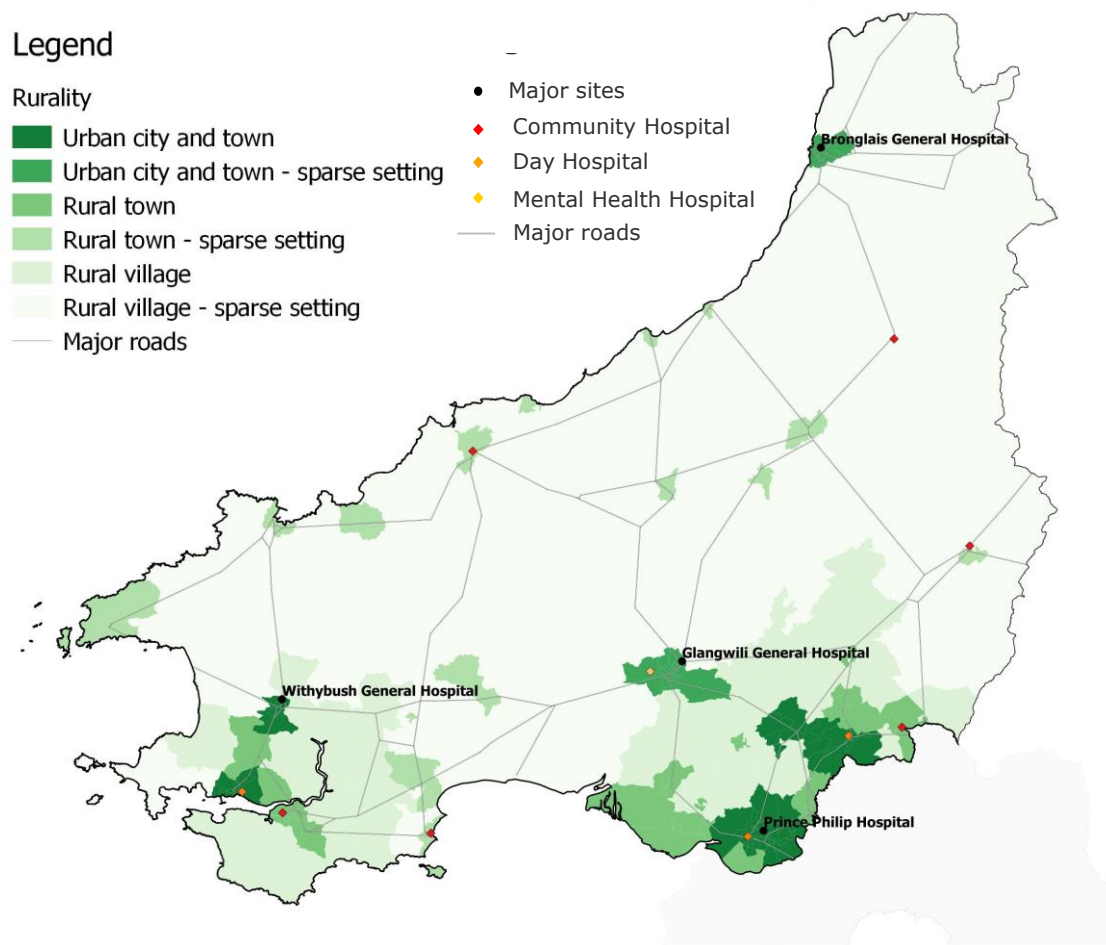 Legend
Rurality
Urban city and town
Urban city and town - sparse setting
Rural town
Rural town - sparse setting
Rural village
Rural village - sparse setting
Major roads
Major sites
Community Hospital
Day Hospital
Mental Health Hospital
Major roads
Bronglais General Hospital
Glangwili General Hospital
Withybush General Hospital
Prince Philip Hospital